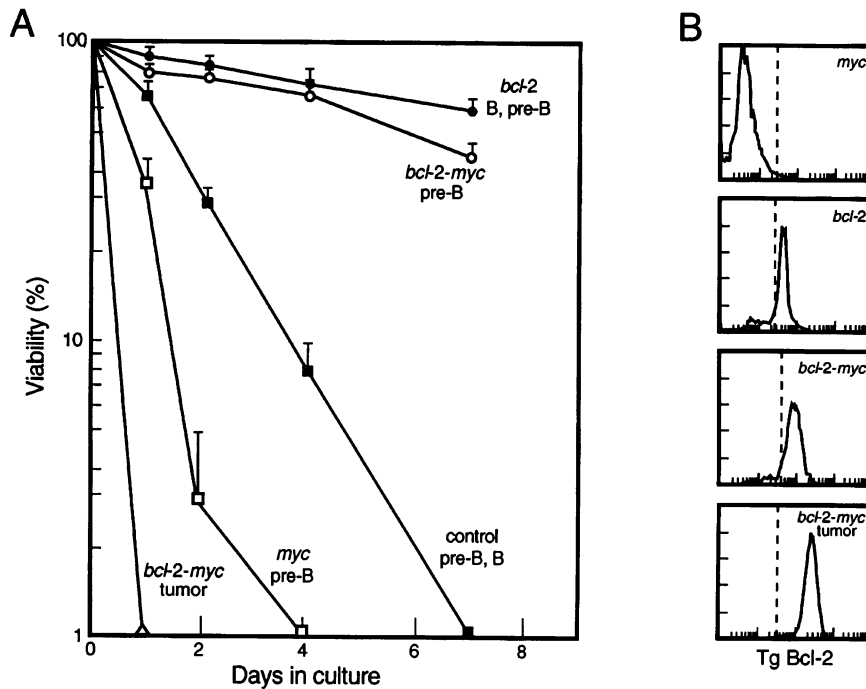 A
100
10
1
Viability (%)
0
2
4
6
8
Days in culture
bcl-2
B, pre-B
bcl-2-myc
pre-B
control
pre-B, B
myc
pre-B
bcl-2-myc
tumor
B
myc
bcl-2
bcl-2-myc
bcl-2-myc
tumor
Tg Bcl-2